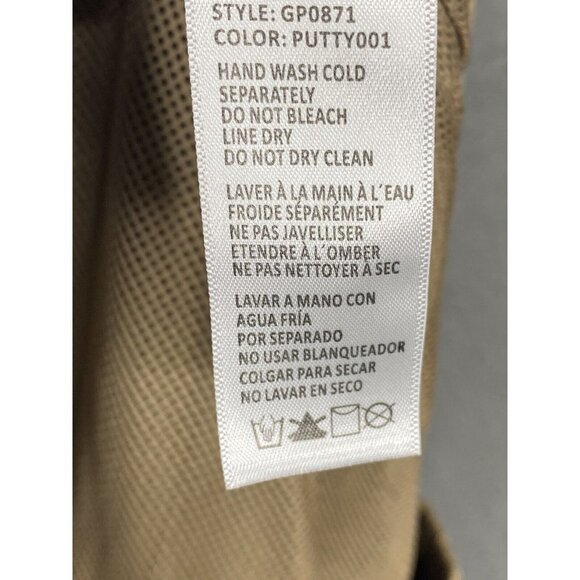 STYLE: GP0871
COLOR: PUTTY001
HAND WASH COLD
SEPARATELY
DO NOT BLEACH
LINE DRY
DO NOT DRY CLEAN
LAVER À LA MAIN À L´EAU
FROIDE SÉPARÉMENT
NE PAS JAVELLISER
ETENDRE À L´OMBER
NE PAS NETTOYER À SEC
LAVAR A MANO CON
AGUA FRÍA
POR SEPARADO
NO USAR BLANQUEADOR
COLGAR PARA SECAR
NO LAVAR EN SECO